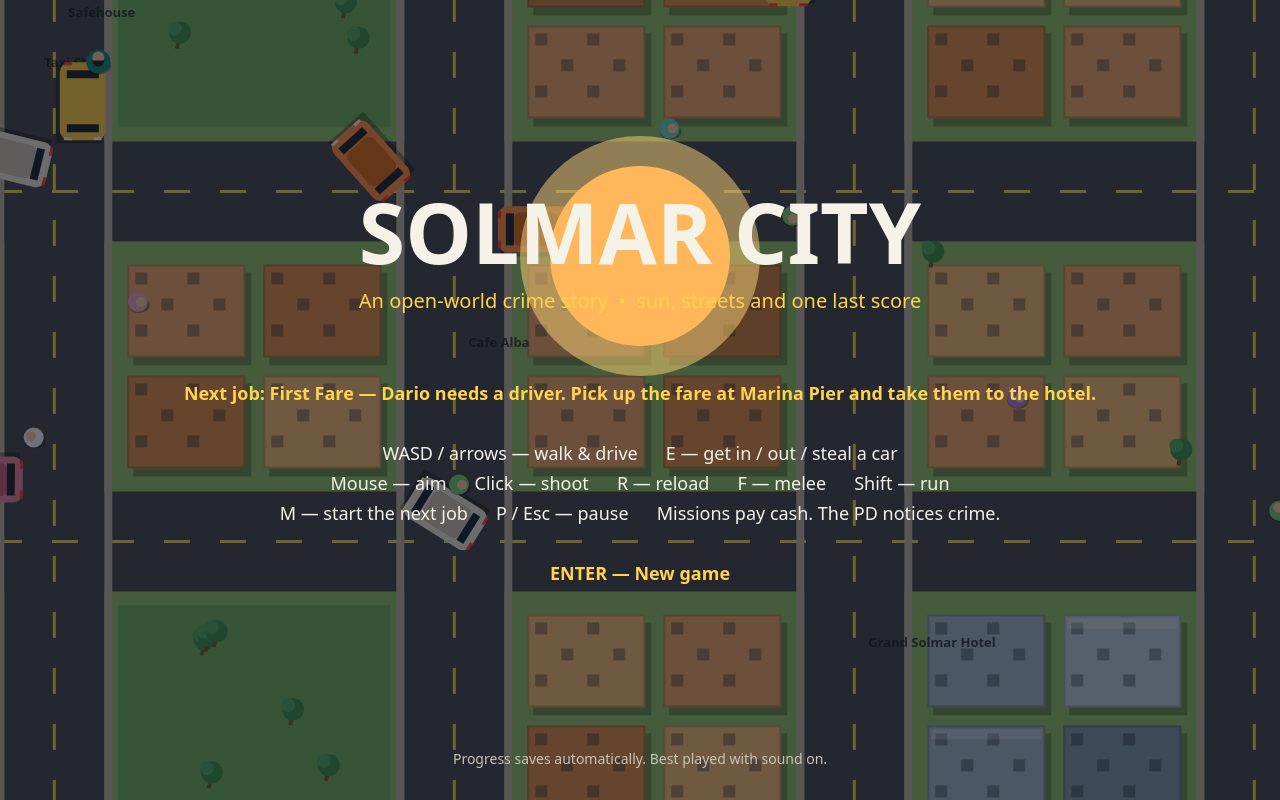 Safehouse
SOLMAR CITY
An open-world crime story • sun, streets and one last score
Cafe Alba
Next job: First Fare — Dario needs a driver. Pick up the fare at Marina Pier and take them to the hotel.
WASD / arrows — walk & drive E — get in / out / steal a car
Mouse — aim Click — shoot R — reload F — melee Shift — run
M — start the next job P / Esc — pause Missions pay cash. The PD notices crime.
ENTER — New game
Grand Solmar Hotel
Progress saves automatically. Best played with sound on.